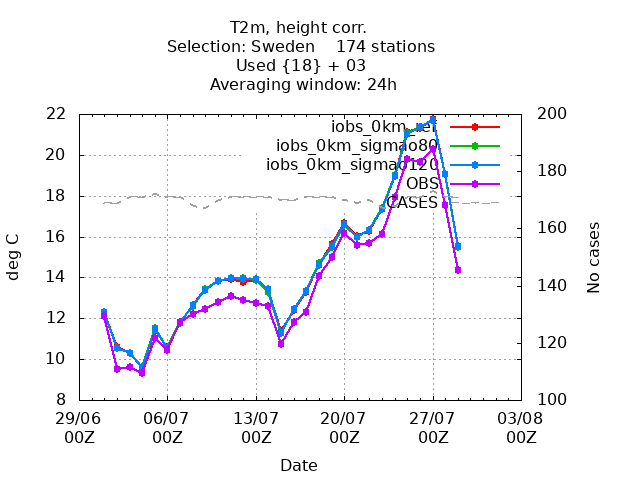 T2m, height corr.
Selection: Sweden 174 stations
Used {18} + 03
Averaging window: 24h
22
20
18
16
14
12
10
8
deg C
200
180
160
140
120
100
No cases
iobs_0km_ref
iobs_0km_sigmao80
iobs_0km_sigmao120
OBS
CASES
29/06 06/07 13/07 20/07 27/07 03/08
00Z 00Z 00Z 00Z 00Z 00Z
Date